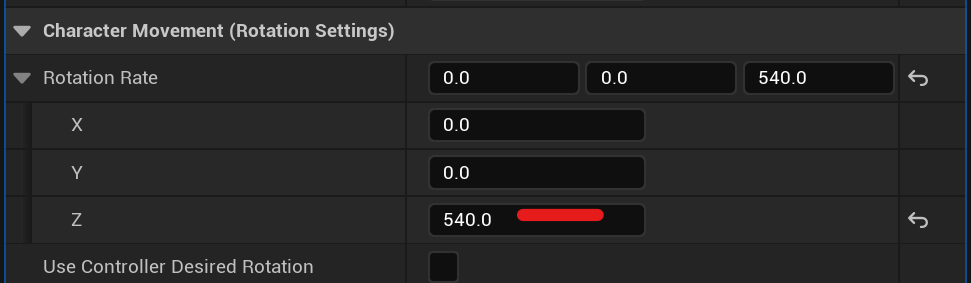 Character Movement (Rotation Settings)
Rotation Rate 0.0 0.0 540.0
X 0.0
Y 0.0
Z 540.0
Use Controller Desired Rotation